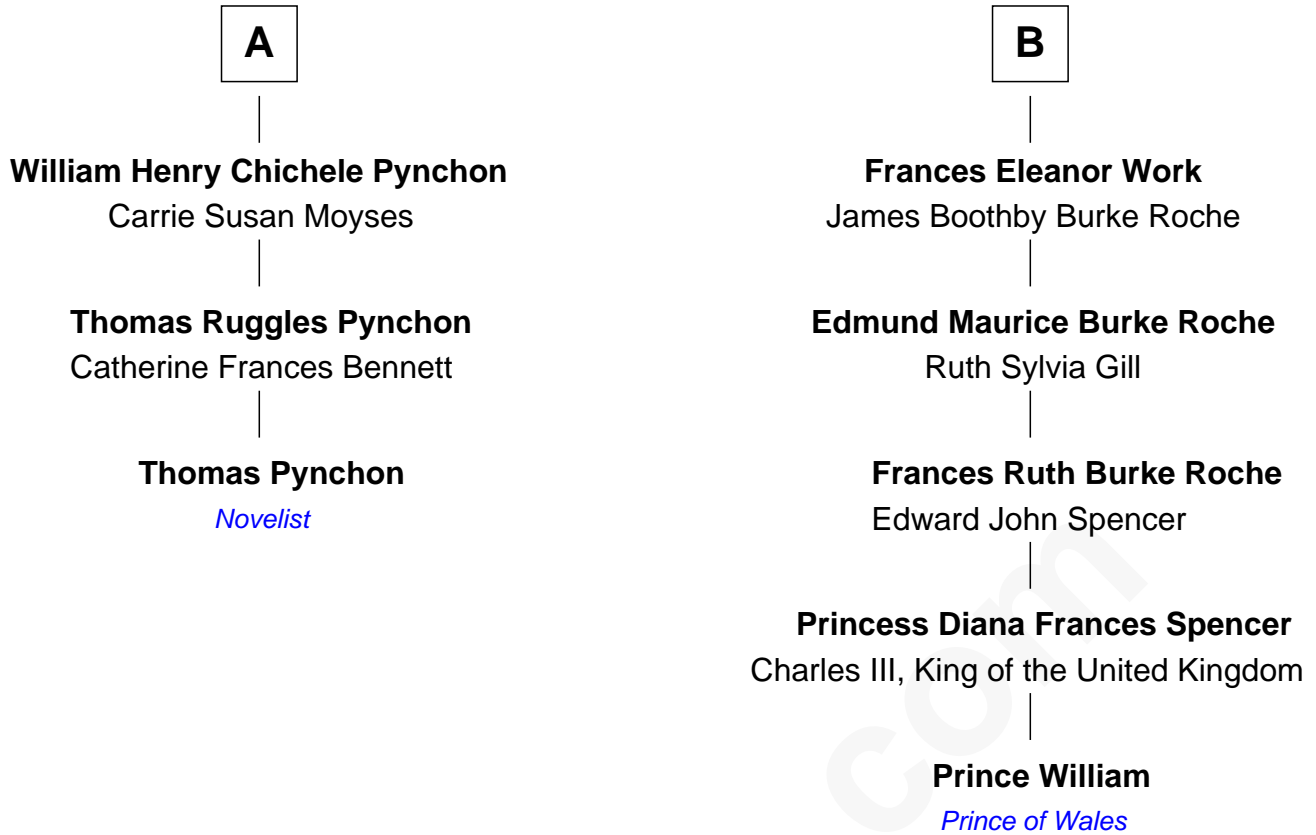 A
William Henry Chichele Pynchon
Carrie Susan Moyses
Thomas Ruggles Pynchon
Catherine Frances Bennett
Thomas Pynchon
Novelist
B
Frances Eleanor Work
James Boothby Burke Roche
Edmund Maurice Burke Roche
Ruth Sylvia Gill
Frances Ruth Burke Roche
Edward John Spencer
Princess Diana Frances Spencer
Charles III, King of the United Kingdom
Prince William
Prince of Wales
com